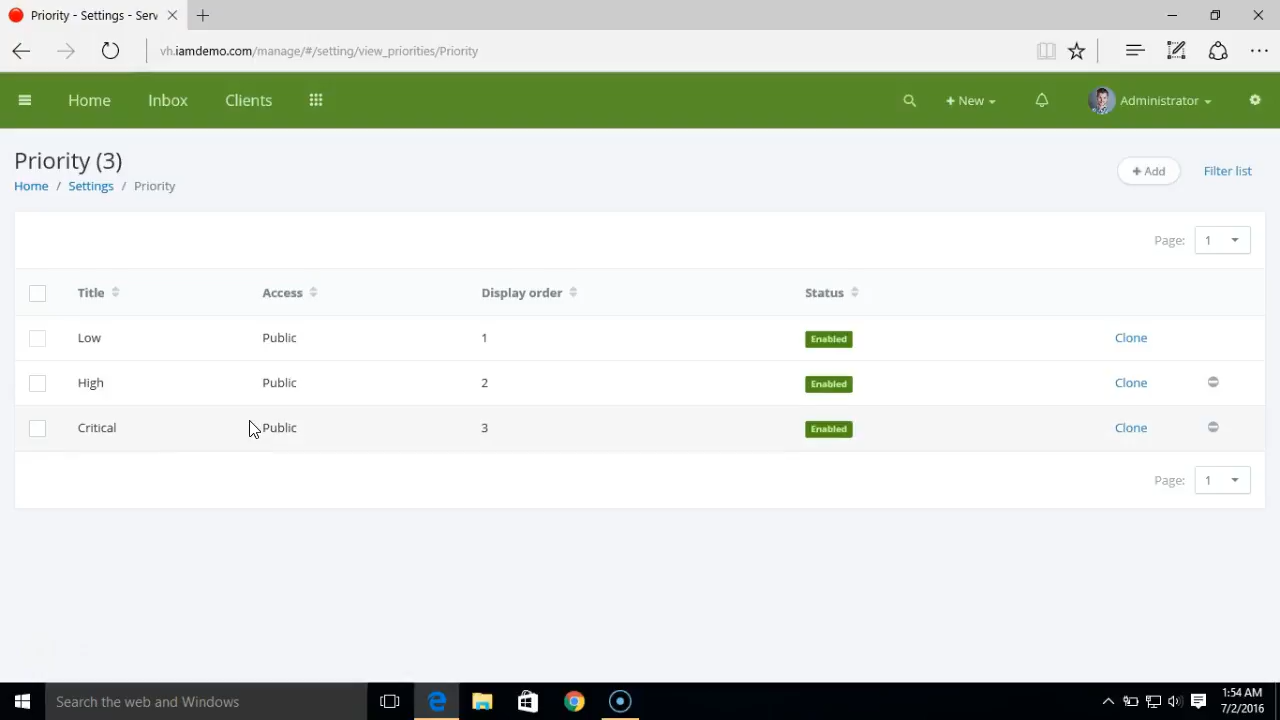 Priority - Settings - Serv
vh.iamdemo.com/manage/#/setting/view_priorities/Priority
Home Inbox Clients + New Administrator
Priority (3)
+ Add Filter list
Home / Settings / Priority
Page: 1
Title Access Display order Status
Low Public 1 Enabled Clone
High Public 2 Enabled Clone
Critical Public 3 Enabled Clone
Page: 1
Search the web and Windows
1:54 AM
7/2/2016